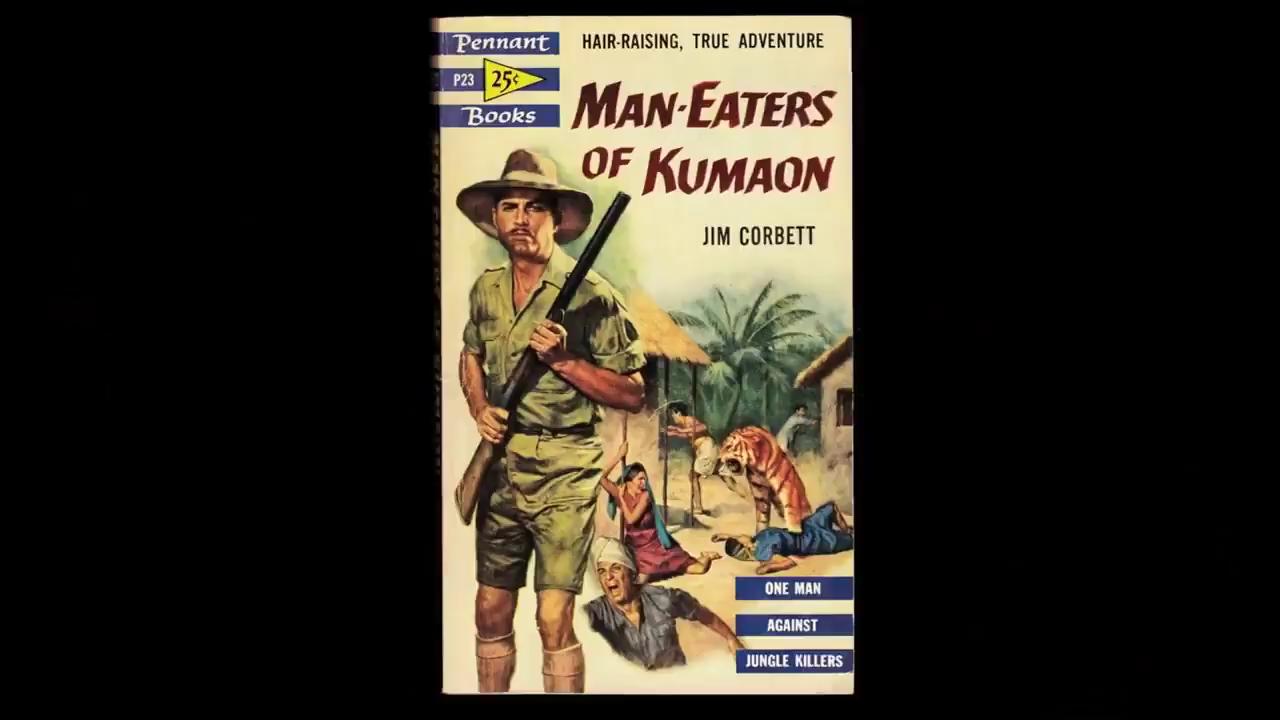 Pennant
P23 25¢
Books
HAIR-RAISING, TRUE ADVENTURE
MAN-EATERS
OF KUMAON
JIM CORBETT
ONE MAN
AGAINST
JUNGLE KILLERS